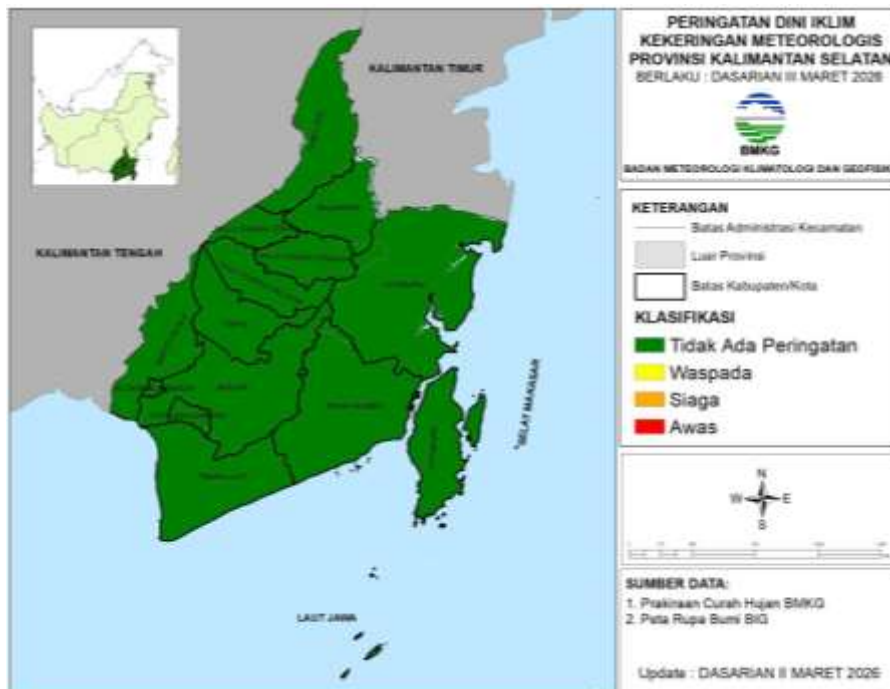 PERINGATAN DINI IKLIM
KEKERINGAN METEOROLOGIS
PROVINSI KALIMANTAN SELATAN
BERLAKU : DASARIAN III MARET 2026
BMKG
BADAN METEOROLOGI KLIMATOLOGI DAN GEOFISIK
KETERANGAN
Batas Administrasi Kecamatan
Luar Provinsi
Batas Kabupaten/Kota
KLASIFIKASI
Tidak Ada Peringatan
Waspada
Siaga
Awas
N
W E
S
SUMBER DATA:
1. Prakiraan Curah Hujan BMKG
2. Peta Rupa Bumi BIG
Update : DASARIAN II MARET 2026
KALIMANTAN TIMUR
KALIMANTAN TENGAH
SELAT MAKASAR
LAUT JAWA